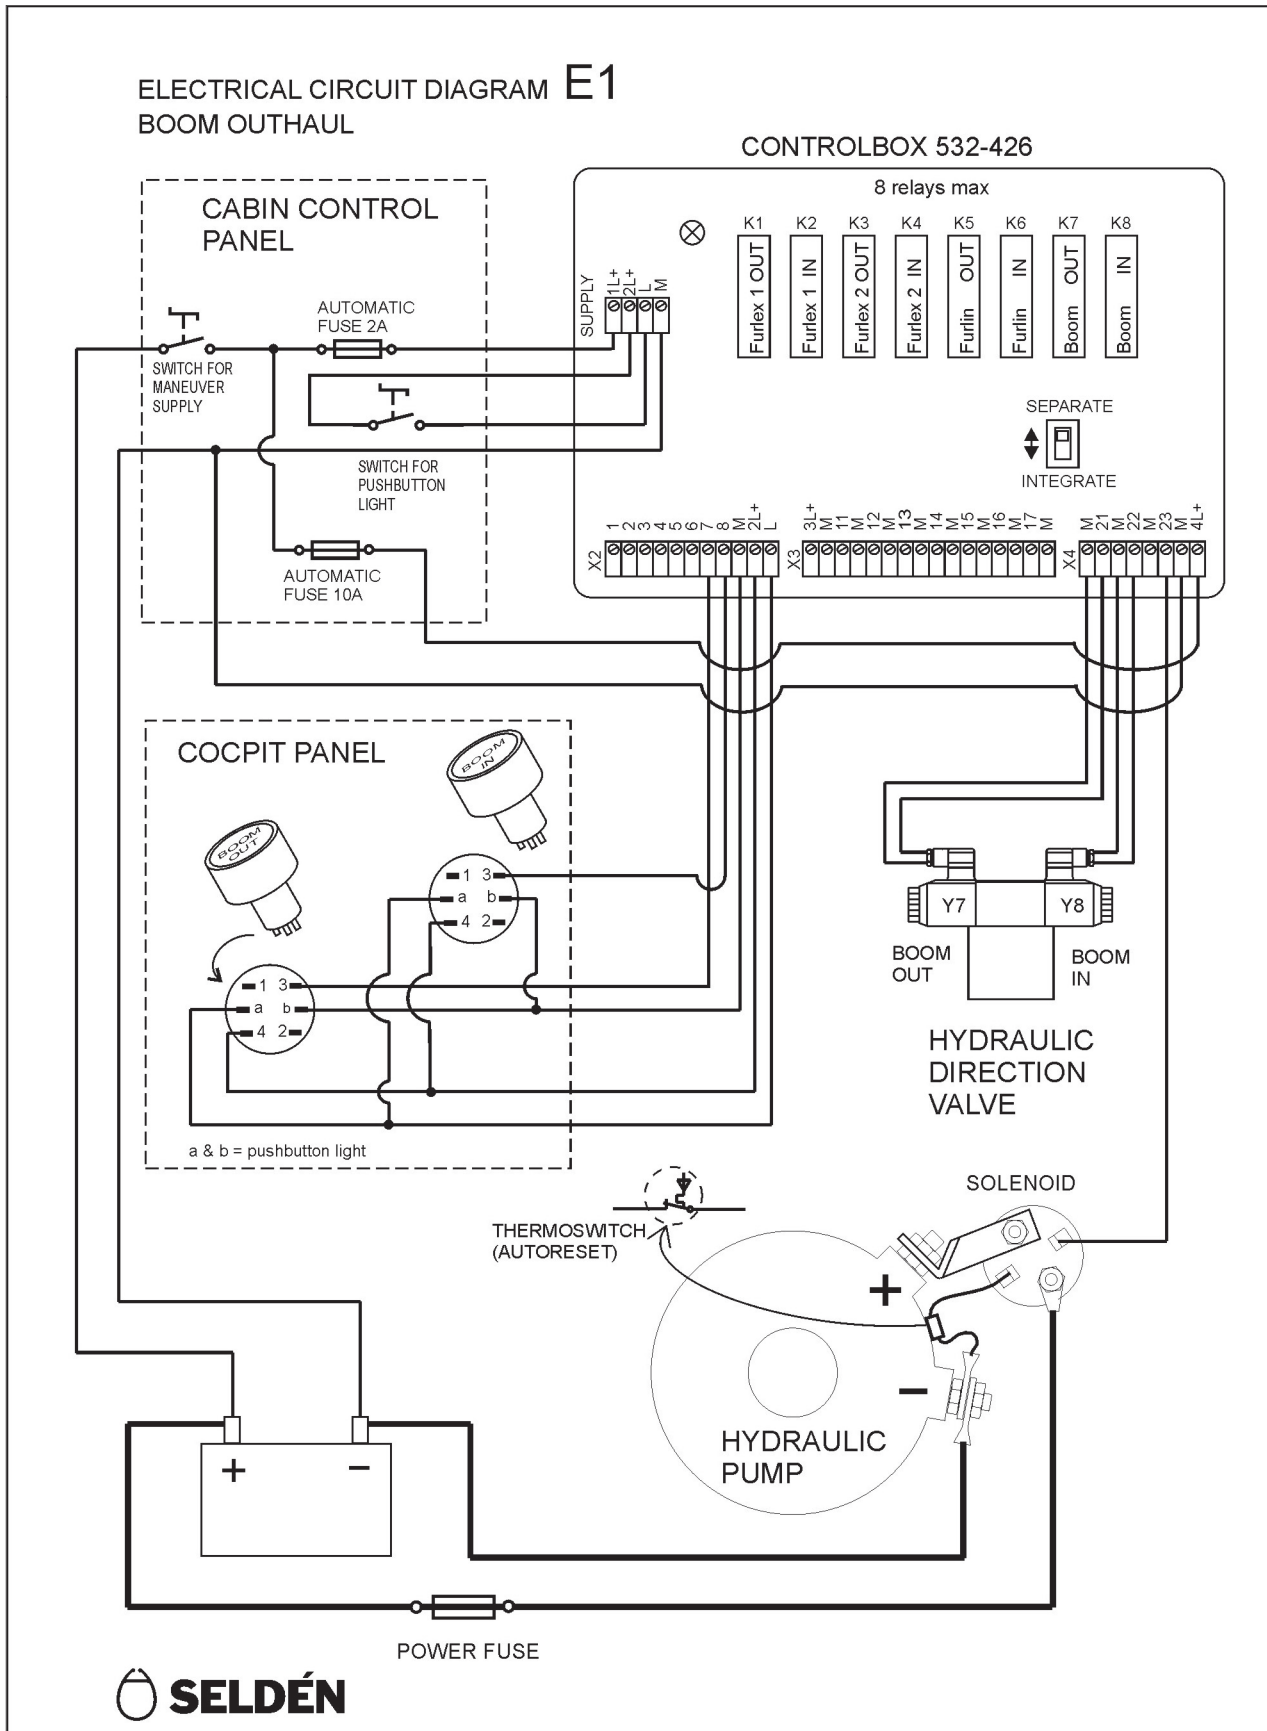 ELECTRICAL CIRCUIT DIAGRAM E1
BOOM OUTHAUL
CONTROLBOX 532-426
8 relays max
CABIN CONTROL
PANEL
K1 K2 K3 K4 K5 K6 K7 K8
Furlex 1 OUT
Furlex 1 IN
Furlex 2 OUT
Furlex 2 IN
Furlin OUT
Furlin IN
Boom OUT
Boom IN
SUPPLY
1L+
2L+
L
M
AUTOMATIC
FUSE 2A
SWITCH FOR
MANEUVER
SUPPLY
SEPARATE
INTEGRATE
SWITCH FOR
PUSHBUTTON
LIGHT
AUTOMATIC
FUSE 10A
X2
1
2
3
4
5
6
7
8
M
2L+
L
X3
3L+
M
11
M
12
M
13
M
14
M
15
M
16
M
17
M
X4
M
21
M
22
M
23
M
4L+
COCPIT PANEL
BOOM
IN
BOOM
OUT
1 3
a b
4 2
1 3
a b
4 2
a & b = pushbutton light
Y7 Y8
BOOM
OUT
BOOM
IN
HYDRAULIC
DIRECTION
VALVE
SOLENOID
THERMOSWITCH
(AUTORESET)
+
−
HYDRAULIC
PUMP
+ −
POWER FUSE
SELDÉN